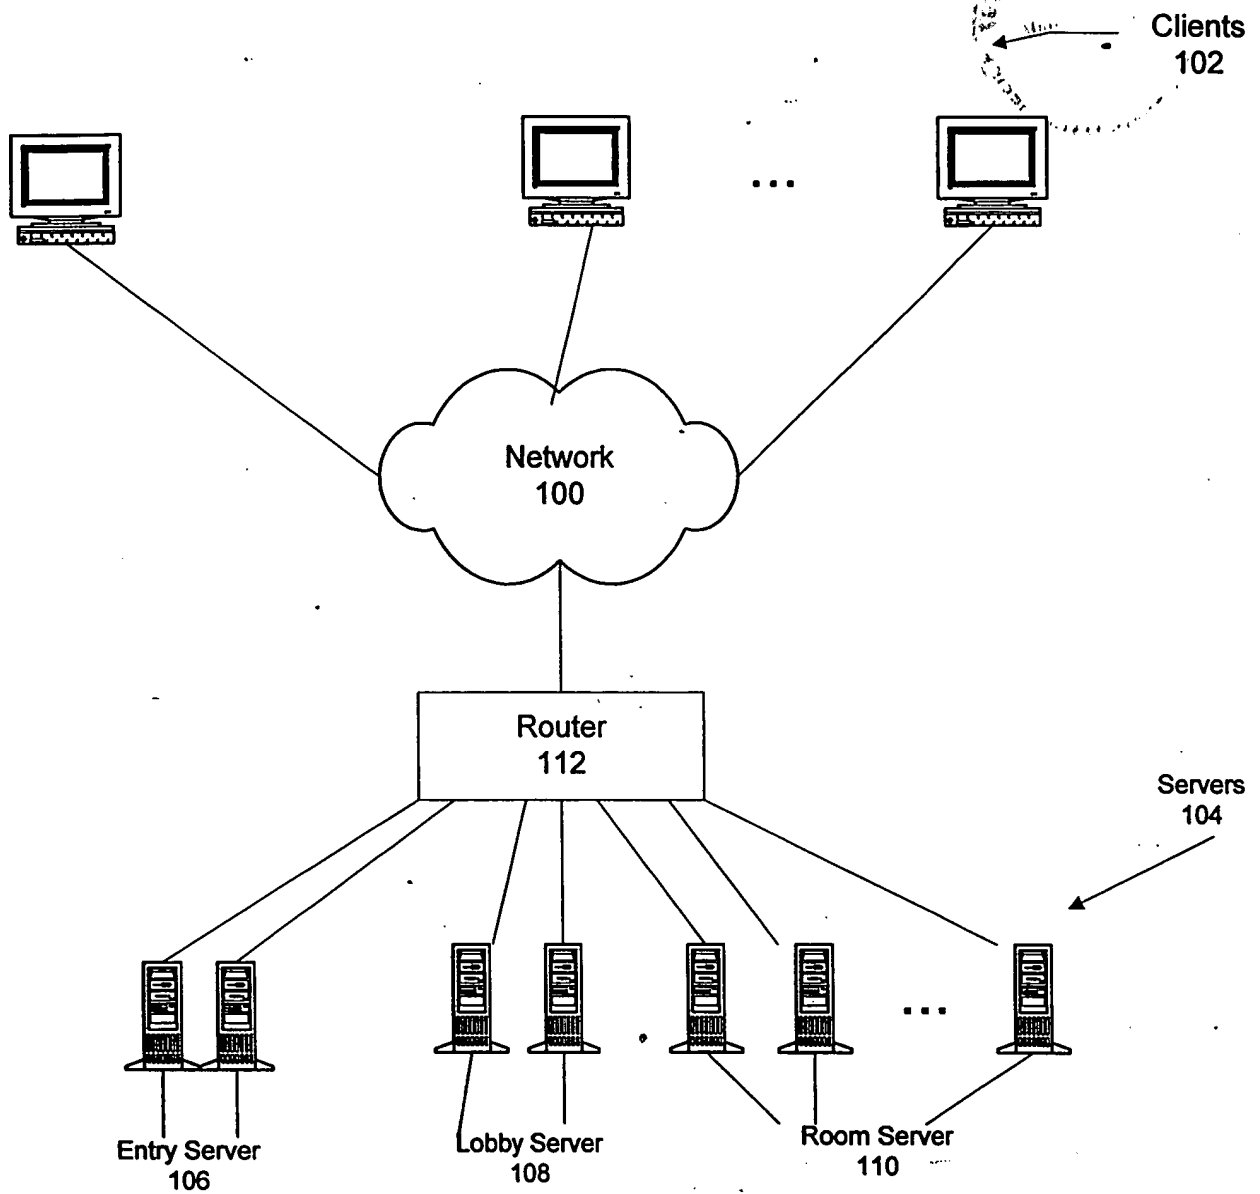 Clients
102
...
Network
100
Router
112
Servers
104
...
Entry Server
106
Lobby Server
108
Room Server
110